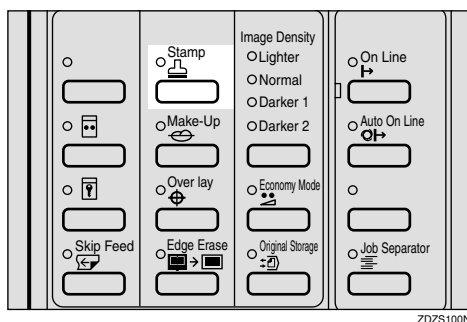 Stamp
Image Density
Lighter
Normal
Darker 1
Darker 2
On Line
Make-Up
Auto On Line
Over lay
Economy Mode
Skip Feed
Edge Erase
Original Storage
Job Separator
ZDZS100N